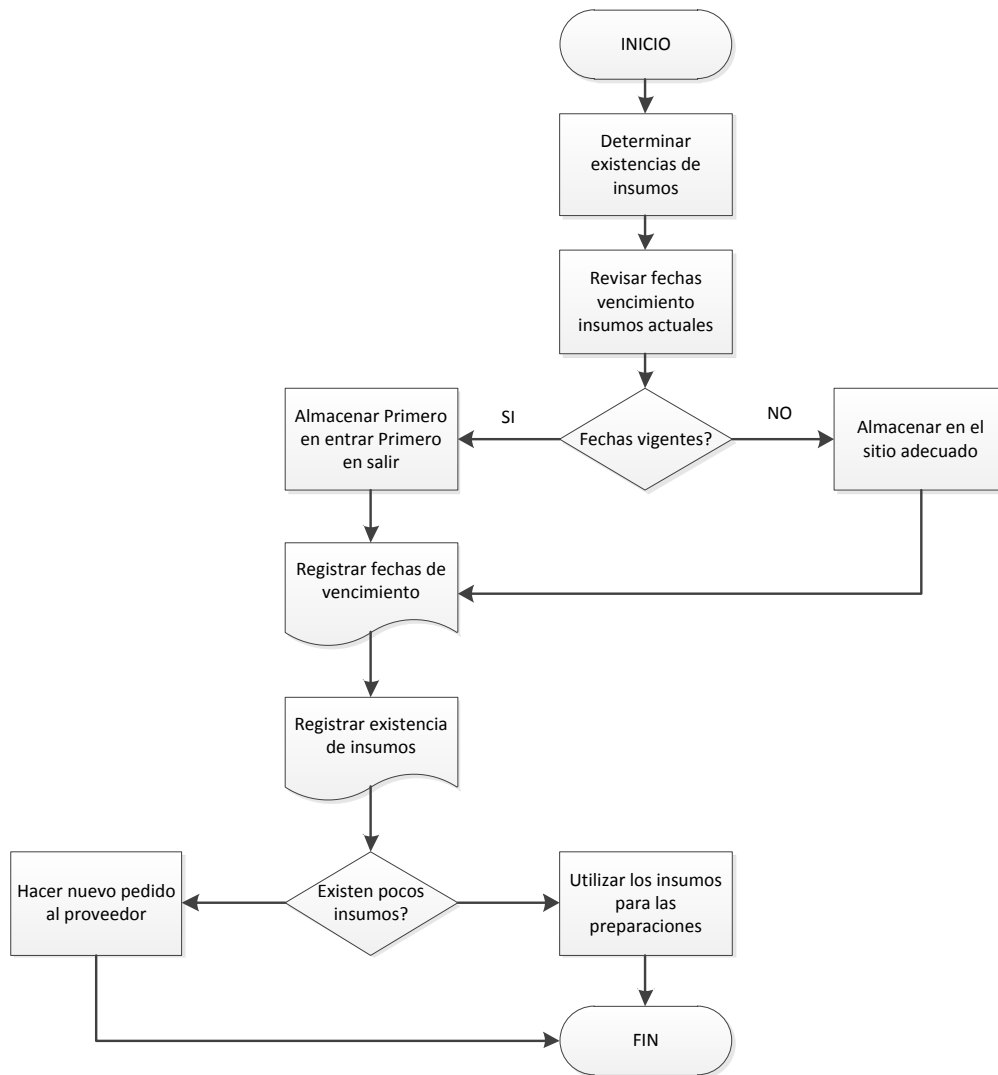 INICIO
Determinar
existencias de
insumos
Revisar fechas
vencimiento
insumos actuales
Almacenar Primero
en entrar Primero
en salir
SI
Fechas vigentes?
NO
Almacenar en el
sitio adecuado
Registrar fechas de
vencimiento
Registrar existencia
de insumos
Hacer nuevo pedido
al proveedor
Existen pocos
insumos?
Utilizar los insumos
para las
preparaciones
FIN